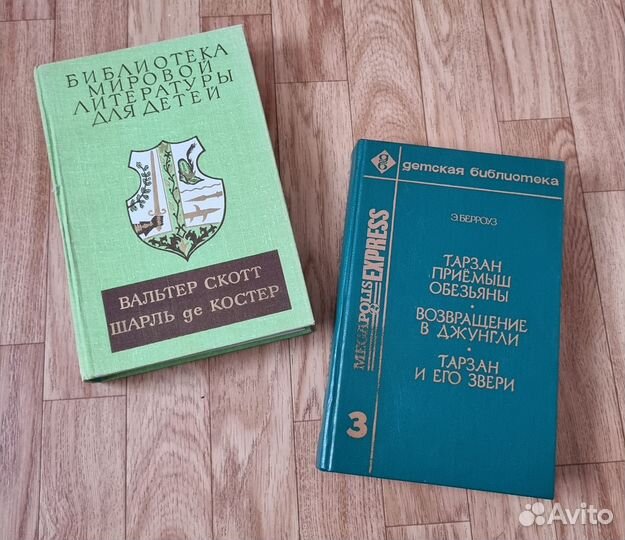 БИБЛИОТЕКА
МИРОВОЙ
ЛИТЕРАТУРЫ
ДЛЯ ДЕТЕЙ
ВАЛЬТЕР СКОТТ
ШАРЛЬ де КОСТЕР
детская библиотека
Э.БЕРРОУЗ
MEGAPOLIS
EXPRESS
ТАРЗАН
ПРИЁМЫШ
ОБЕЗЬЯНЫ
•
ВОЗВРАЩЕНИЕ
В ДЖУНГЛИ
•
ТАРЗАН
И ЕГО ЗВЕРИ
3
Avito